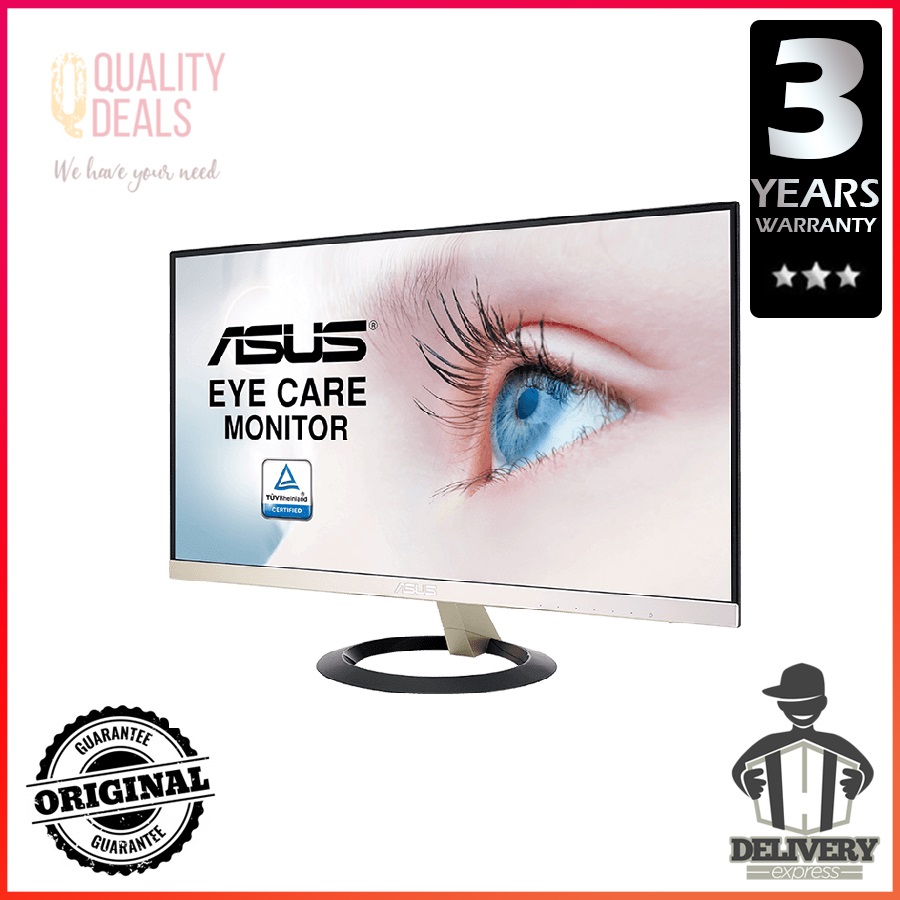 QUALITY
DEALS
We have your need
3
YEARS
WARRANTY
ASUS®
EYE CARE
MONITOR
TÜVRheinland®
CERTIFIED
ASUS
GUARANTEE
ORIGINAL
GUARANTEE
DELIVERY
express